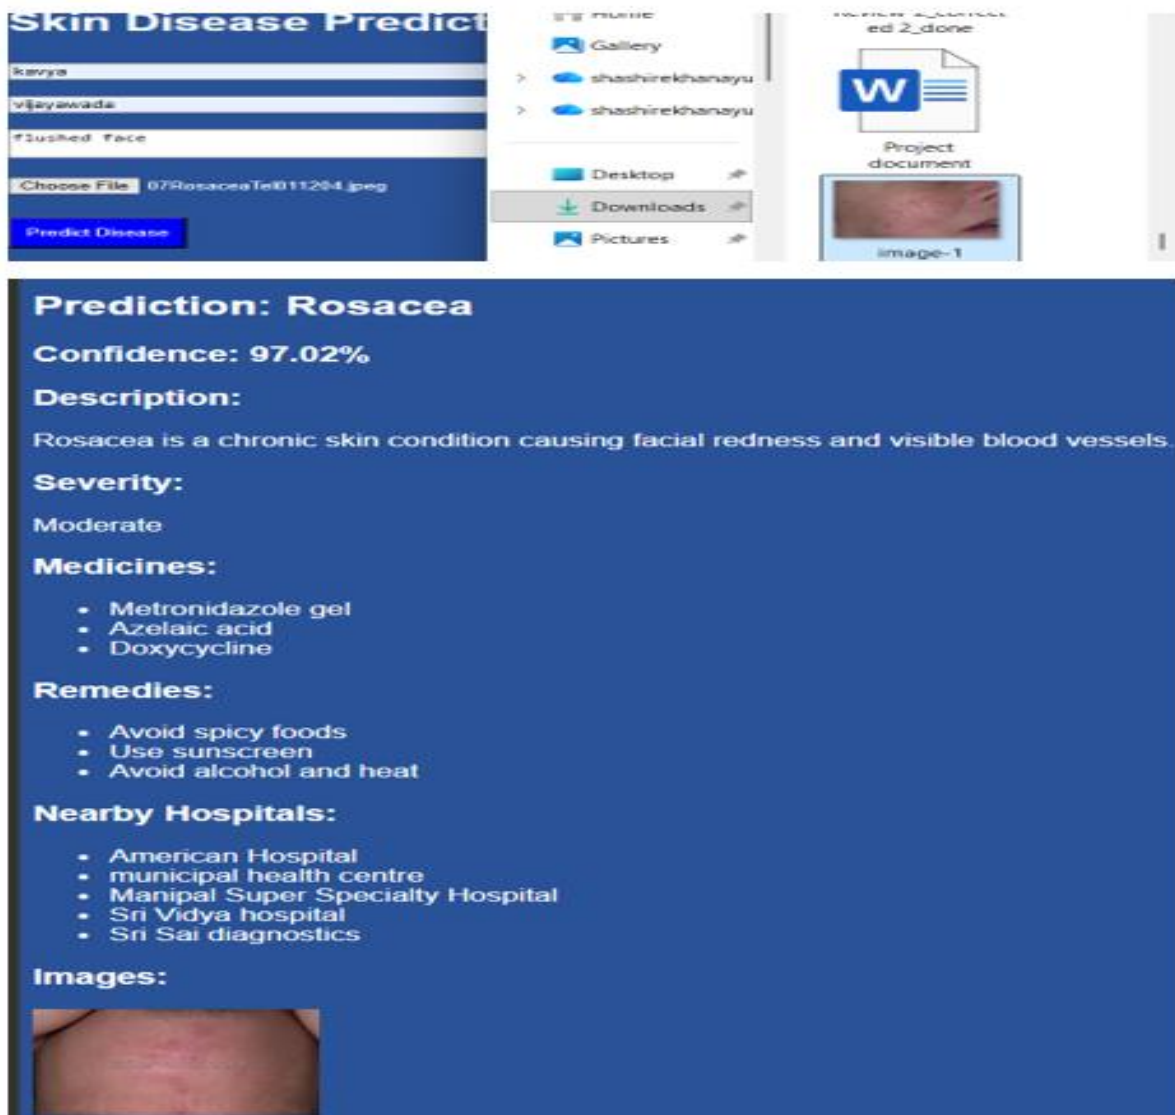 Skin Disease Predict
kavya
vijayawada
flushed face
Choose File 07RosaceaTel011204.jpeg
Predict Disease
Home
Gallery
shashirekhanayu
shashirekhanayu
Desktop
Downloads
Pictures
ed 2_done
W
Project
document
image-1
Prediction: Rosacea
Confidence: 97.02%
Description:
Rosacea is a chronic skin condition causing facial redness and visible blood vessels.
Severity:
Moderate
Medicines:
• Metronidazole gel
• Azelaic acid
• Doxycycline
Remedies:
• Avoid spicy foods
• Use sunscreen
• Avoid alcohol and heat
Nearby Hospitals:
• American Hospital
• municipal health centre
• Manipal Super Specialty Hospital
• Sri Vidya hospital
• Sri Sai diagnostics
Images: